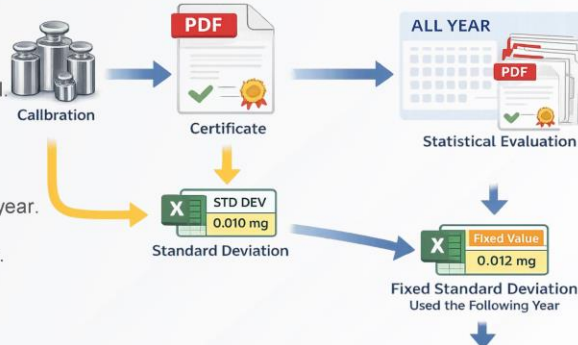 PDF
ALL YEAR
PDF
d.
Callbration
Certificate
Statistical Evaluation
year.
X
STD DEV
0.010 mg
.
Standard Deviation
X
Fixed Value
0.012 mg
Fixed Standard Deviation
Used the Following Year